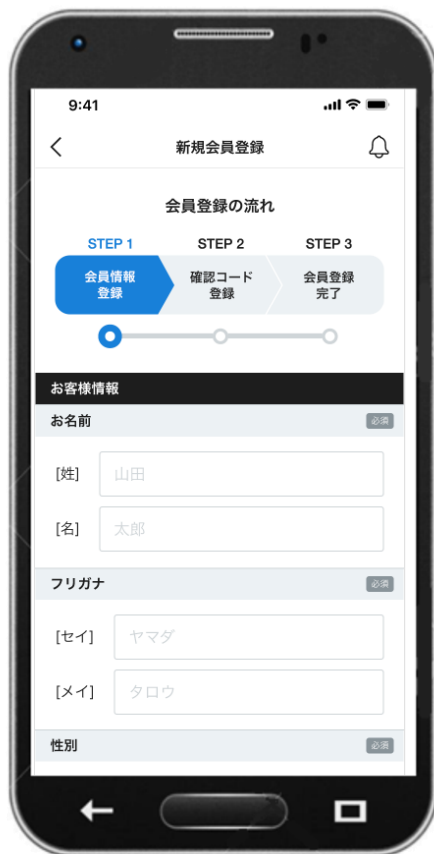 9:41
新規会員登録
会員登録の流れ
STEP 1
STEP 2
STEP 3
会員情報
登録
確認コード
登録
会員登録
完了
お客様情報
お名前
必須
[姓]
山田
[名]
太郎
フリガナ
必須
[セイ]
ヤマダ
[メイ]
タロウ
性別
必須